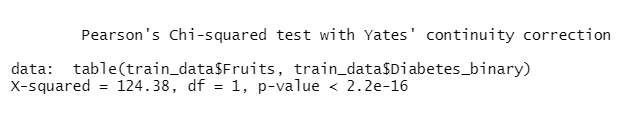 Pearson's Chi-squared test with Yates' continuity correction
data:  table(train_data$Fruits, train_data$Diabetes_binary)
X-squared = 124.38, df = 1, p-value < 2.2e-16